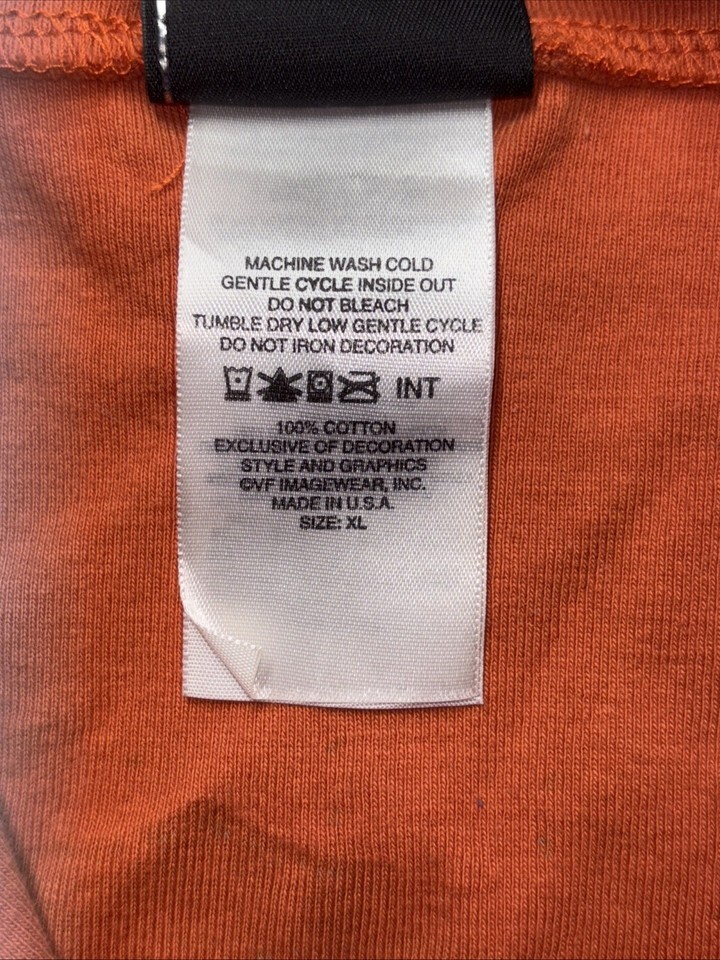 MACHINE WASH COLD
GENTLE CYCLE INSIDE OUT
DO NOT BLEACH
TUMBLE DRY LOW GENTLE CYCLE
DO NOT IRON DECORATION
INT
100% COTTON
EXCLUSIVE OF DECORATION
STYLE AND GRAPHICS
©VF IMAGEWEAR, INC.
MADE IN U.S.A.
SIZE: XL